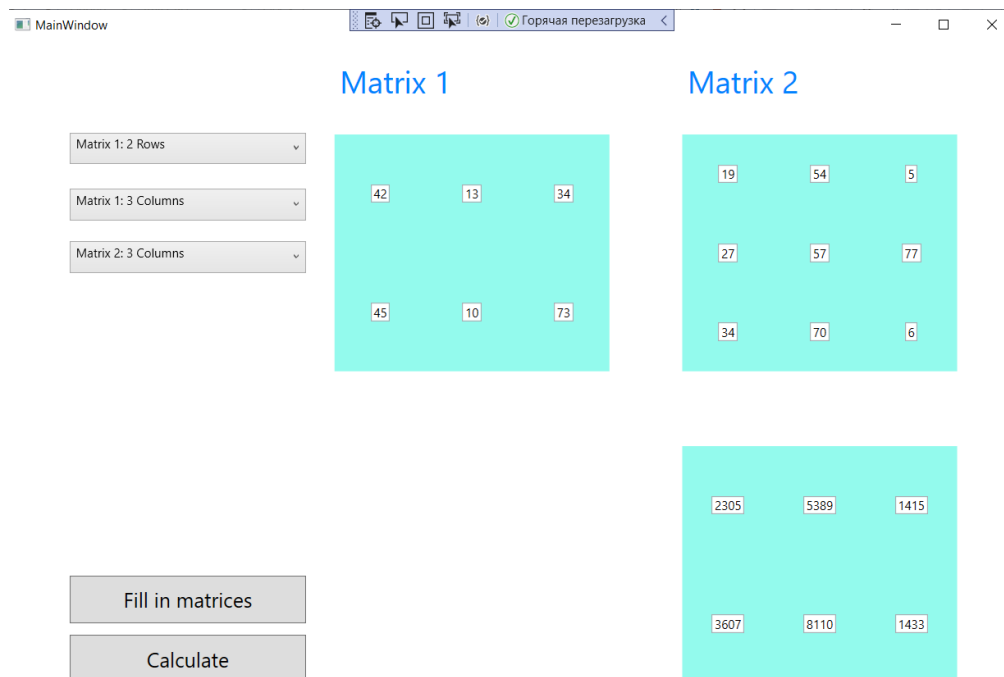 MainWindow
Горячая перезагрузка
Matrix 1
Matrix 2
Matrix 1: 2 Rows
Matrix 1: 3 Columns
Matrix 2: 3 Columns
42 13 34
45 10 73
19 54 5
27 57 77
34 70 6
2305 5389 1415
3607 8110 1433
Fill in matrices
Calculate